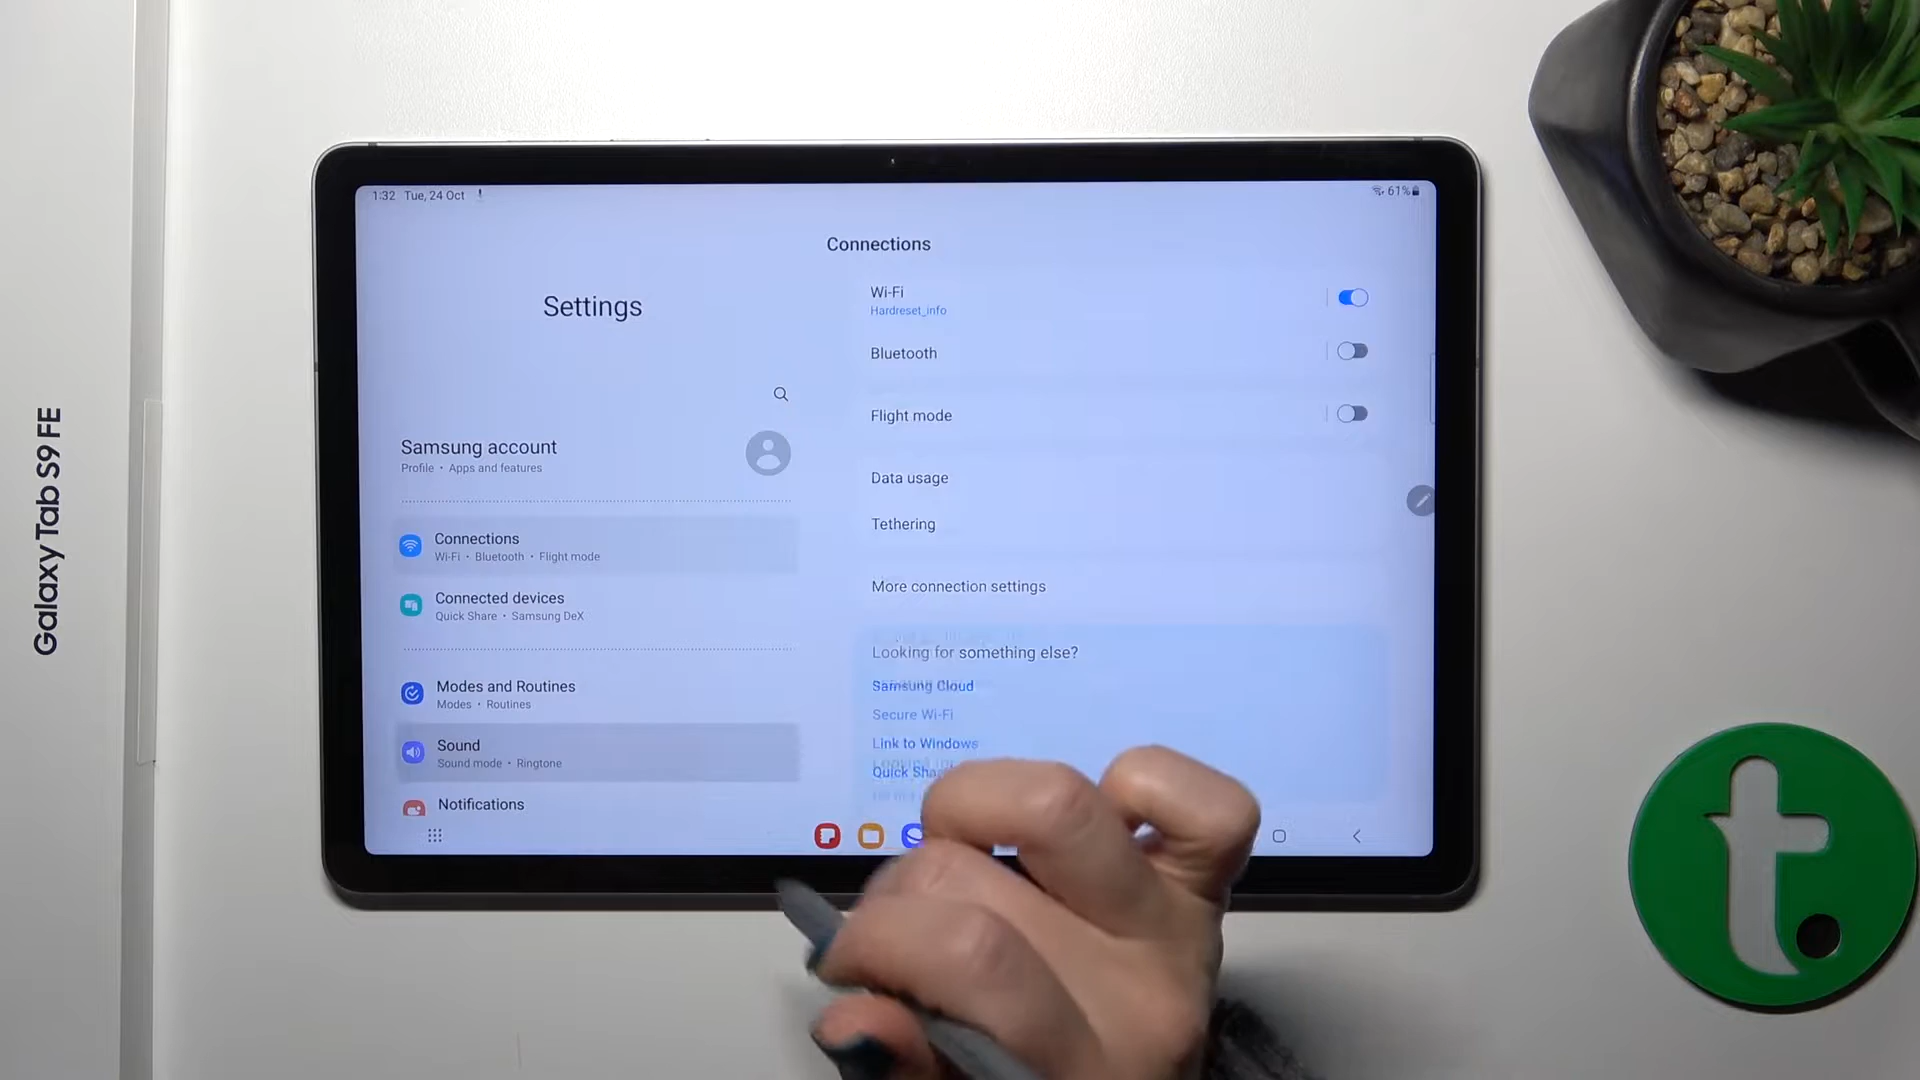 Galaxy Tab S9 FE
1:32 Tue, 24 Oct
61%
Settings
Samsung account
Profile • Apps and features
Connections
Wi-Fi • Bluetooth • Flight mode
Connected devices
Quick Share • Samsung DeX
Modes and Routines
Modes • Routines
Sound
Sound mode • Ringtone
Notifications
Connections
Wi-Fi
Hardreset_info
Bluetooth
Flight mode
Data usage
Tethering
More connection settings
Looking for something else?
Samsung Cloud
Secure Wi-Fi
Link to Windows
Quick Sha
t.